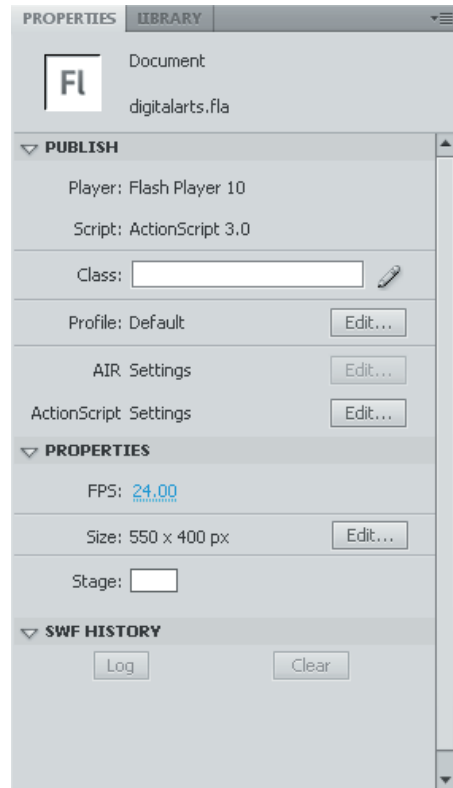 PROPERTIES LIBRARY
Fl
Document
digitalarts.fla
PUBLISH
Player: Flash Player 10
Script: ActionScript 3.0
Class:
Profile: Default Edit...
AIR Settings Edit...
ActionScript Settings Edit...
PROPERTIES
FPS: 24.00
Size: 550 x 400 px Edit...
Stage:
SWF HISTORY
Log Clear